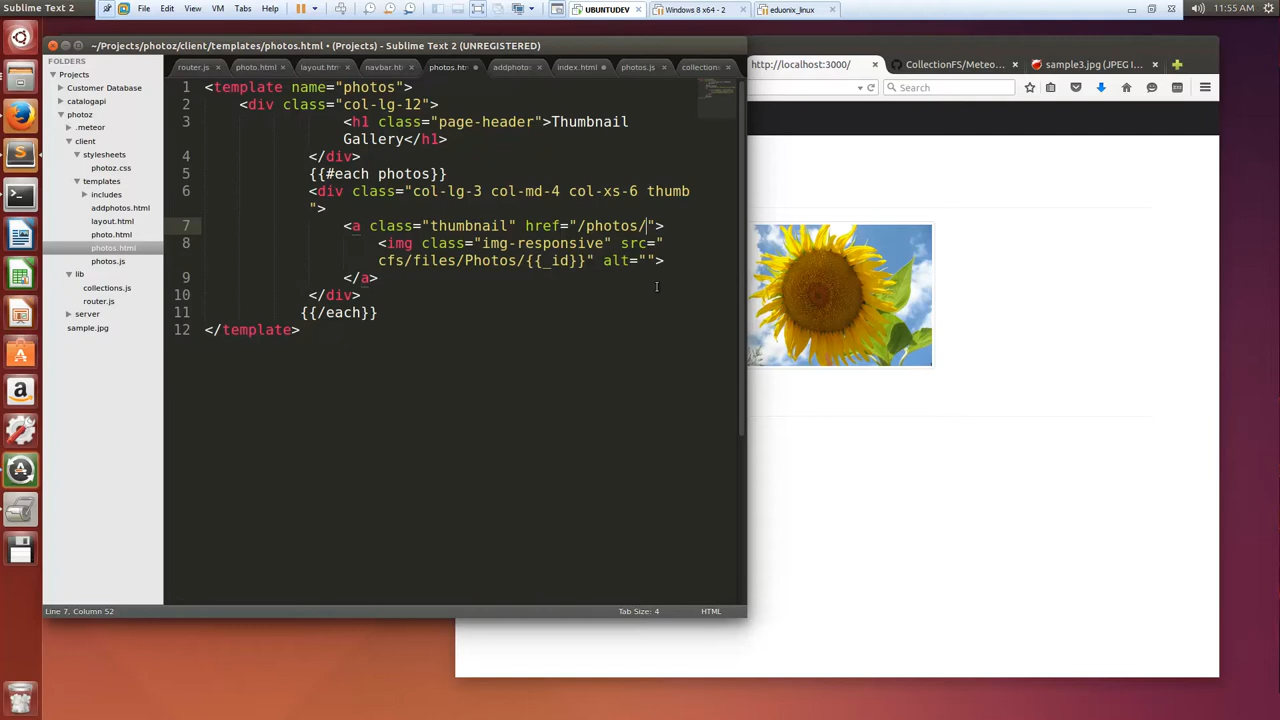 Sublime Text 2
File Edit View VM Tabs Help
UBUNTUDEV
Windows 8 x64 - 2
eduonix_linux
11:55 AM
~/Projects/photoz/client/templates/photos.html • (Projects) - Sublime Text 2 (UNREGISTERED)
FOLDERS
Projects
Customer Database
catalogapi
photoz
.meteor
client
stylesheets
photoz.css
templates
includes
addphotos.html
layout.html
photo.html
photos.html
photos.js
lib
collections.js
router.js
server
sample.jpg
router.js
photo.html
layout.htm
navbar.ht
photos.ht
addphotos
index.html
photos.js
collection
1 <template name="photos">
2 <div class="col-lg-12">
3 <h1 class="page-header">Thumbnail
Gallery</h1>
4 </div>
5 {{#each photos}}
6 <div class="col-lg-3 col-md-4 col-xs-6 thumb
">
7 <a class="thumbnail" href="/photos/">
8 <img class="img-responsive" src="
cfs/files/Photos/{{_id}}" alt="">
9 </a>
10 </div>
11 {{/each}}
12 </template>
Line 7, Column 52
Tab Size: 4
HTML
http://localhost:3000/
CollectionFS/Meteo...
sample3.jpg (JPEG I...
Search